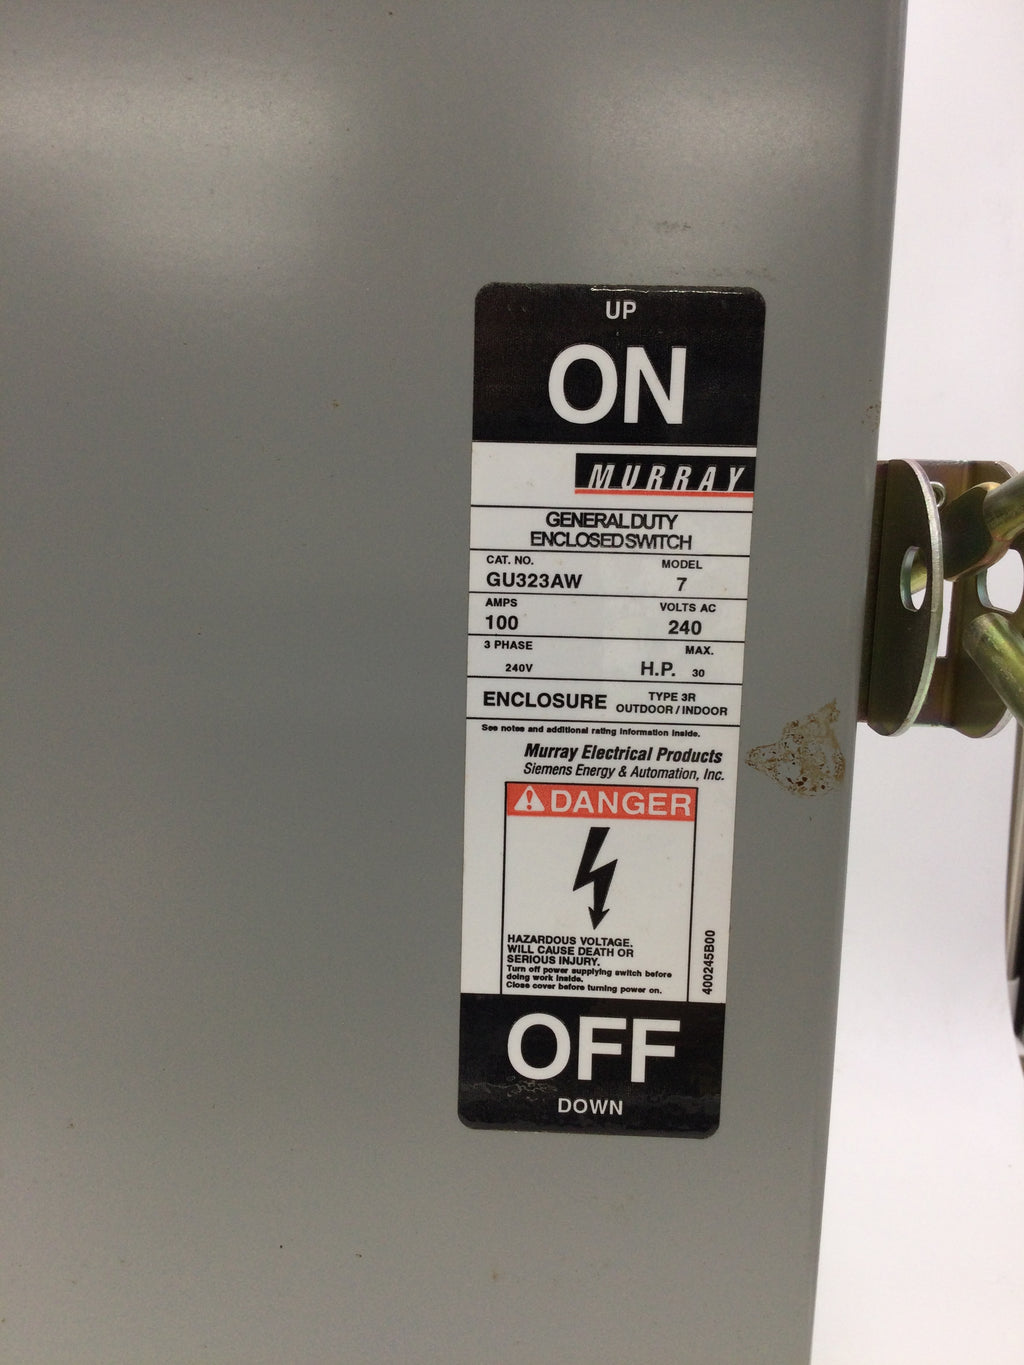 UP
ON
MURRAY
GENERAL DUTY
ENCLOSED SWITCH
CAT. NO. MODEL
GU323AW 7
AMPS VOLTS AC
100 240
3 PHASE MAX.
240V H.P. 30
ENCLOSURE TYPE 3R
OUTDOOR / INDOOR
See notes and additional rating information inside.
Murray Electrical Products
Siemens Energy & Automation, Inc.
DANGER
HAZARDOUS VOLTAGE.
WILL CAUSE DEATH OR
SERIOUS INJURY.
Turn off power supplying switch before
doing work inside.
Close cover before turning power on.
400245B00
OFF
DOWN